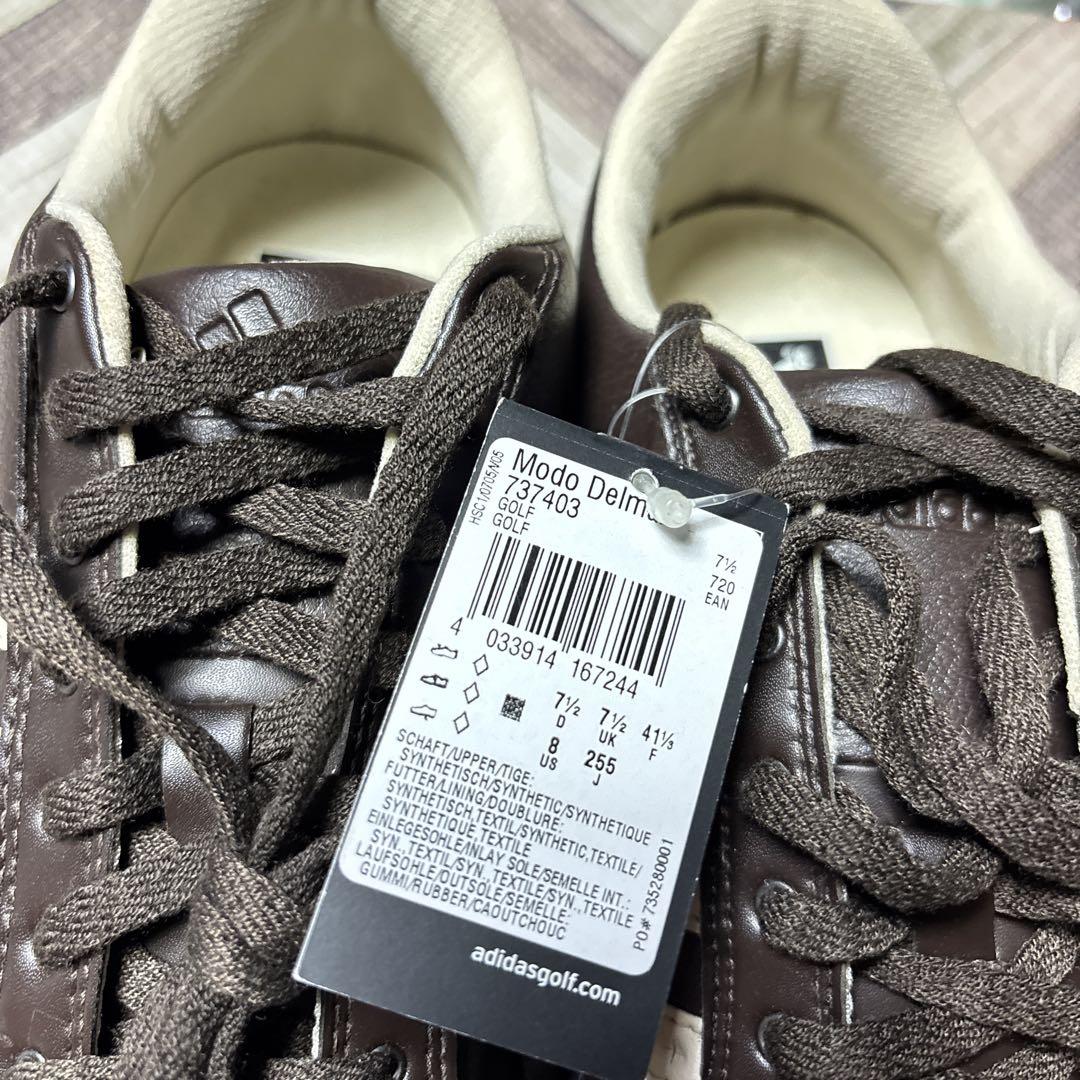 HSC1/0705/N05
Modo Delm
737403
GOLF
GOLF
7½
720
EAN
4 033914 167244
7½ D
7½ UK
41⅓ F
8 US
255 J
SCHAFT/UPPER/TIGE:
SYNTHETISCH/SYNTHETIC/SYNTHETIQUE
FUTTER/LINING/DOUBLURE:
SYNTHETISCH,TEXTIL/SYNTHETIC,TEXTILE/
SYNTHETIQUE,TEXTILE
EINLEGESOHLE/INLAY SOLE/SEMELLE INT.:
SYN. TEXTIL/SYN. TEXTILE/SYN.,TEXTILE
LAUFSOHLE/OUTSOLE/SEMELLE:
GUMMI/RUBBER/CAOUTCHOUC
PO# 735280001
adidasgolf.com